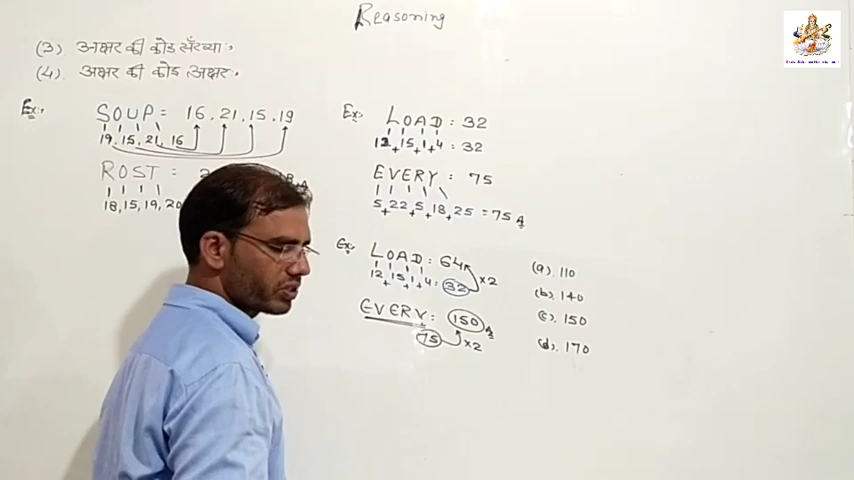 Reasoning
(3). अक्षर की कोड सँख्या :
(4). अक्षर की कोड अक्षर :
Ex:
SOUP = 16.21.15.19
19.15.21.16
ROST =
18,15,19,20
Ex:
LOAD : 32
12+15+1+4 : 32
EVERY : 75
5+22+5+18+25 = 75 A
Ex:
LOAD : 64
×2
12+15+1+4 = 32
EVERY : 150 A
75 ×2
(a). 110
(b). 140
(c). 150
(d). 170